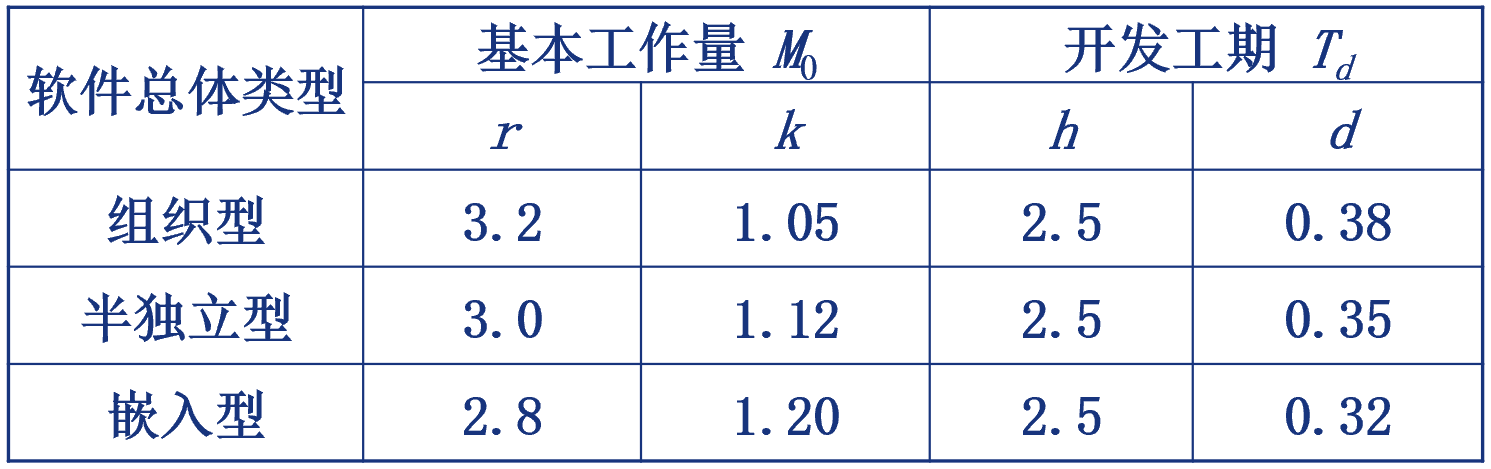 软件总体类型 基本工作量 M0 开发工期 Td
r k h d
组织型 3.2 1.05 2.5 0.38
半独立型 3.0 1.12 2.5 0.35
嵌入型 2.8 1.20 2.5 0.32